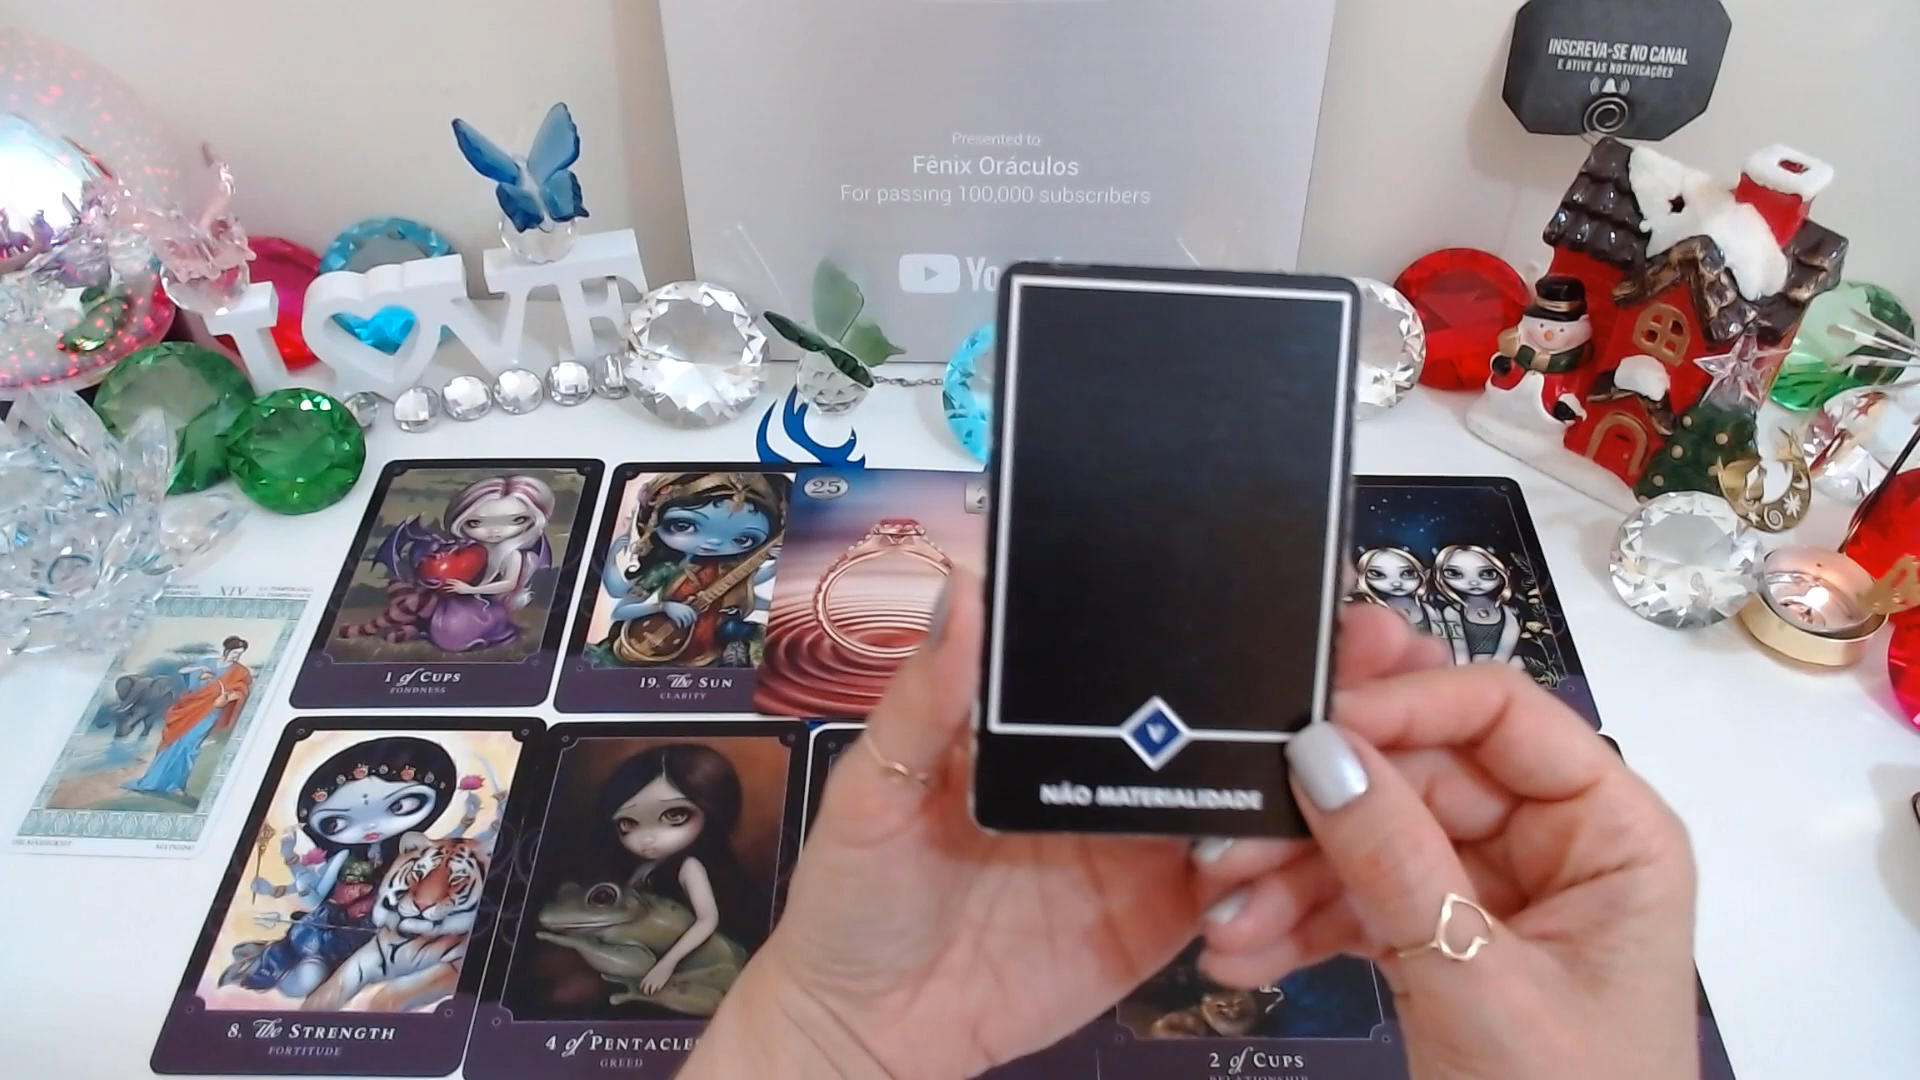 INSCREVA-SE NO CANAL
E ATIVE AS NOTIFICAÇÕES
Presented to
Fênix Oráculos
For passing 100,000 subscribers
LOVE
25
XIV
1 of CUPS
FONDNESS
19. The SUN
CLARITY
NÃO MATERIALIDADE
8. The STRENGTH
FORTITUDE
4 of PENTACLES
GREED
2 of CUPS
RELATIONSHIP